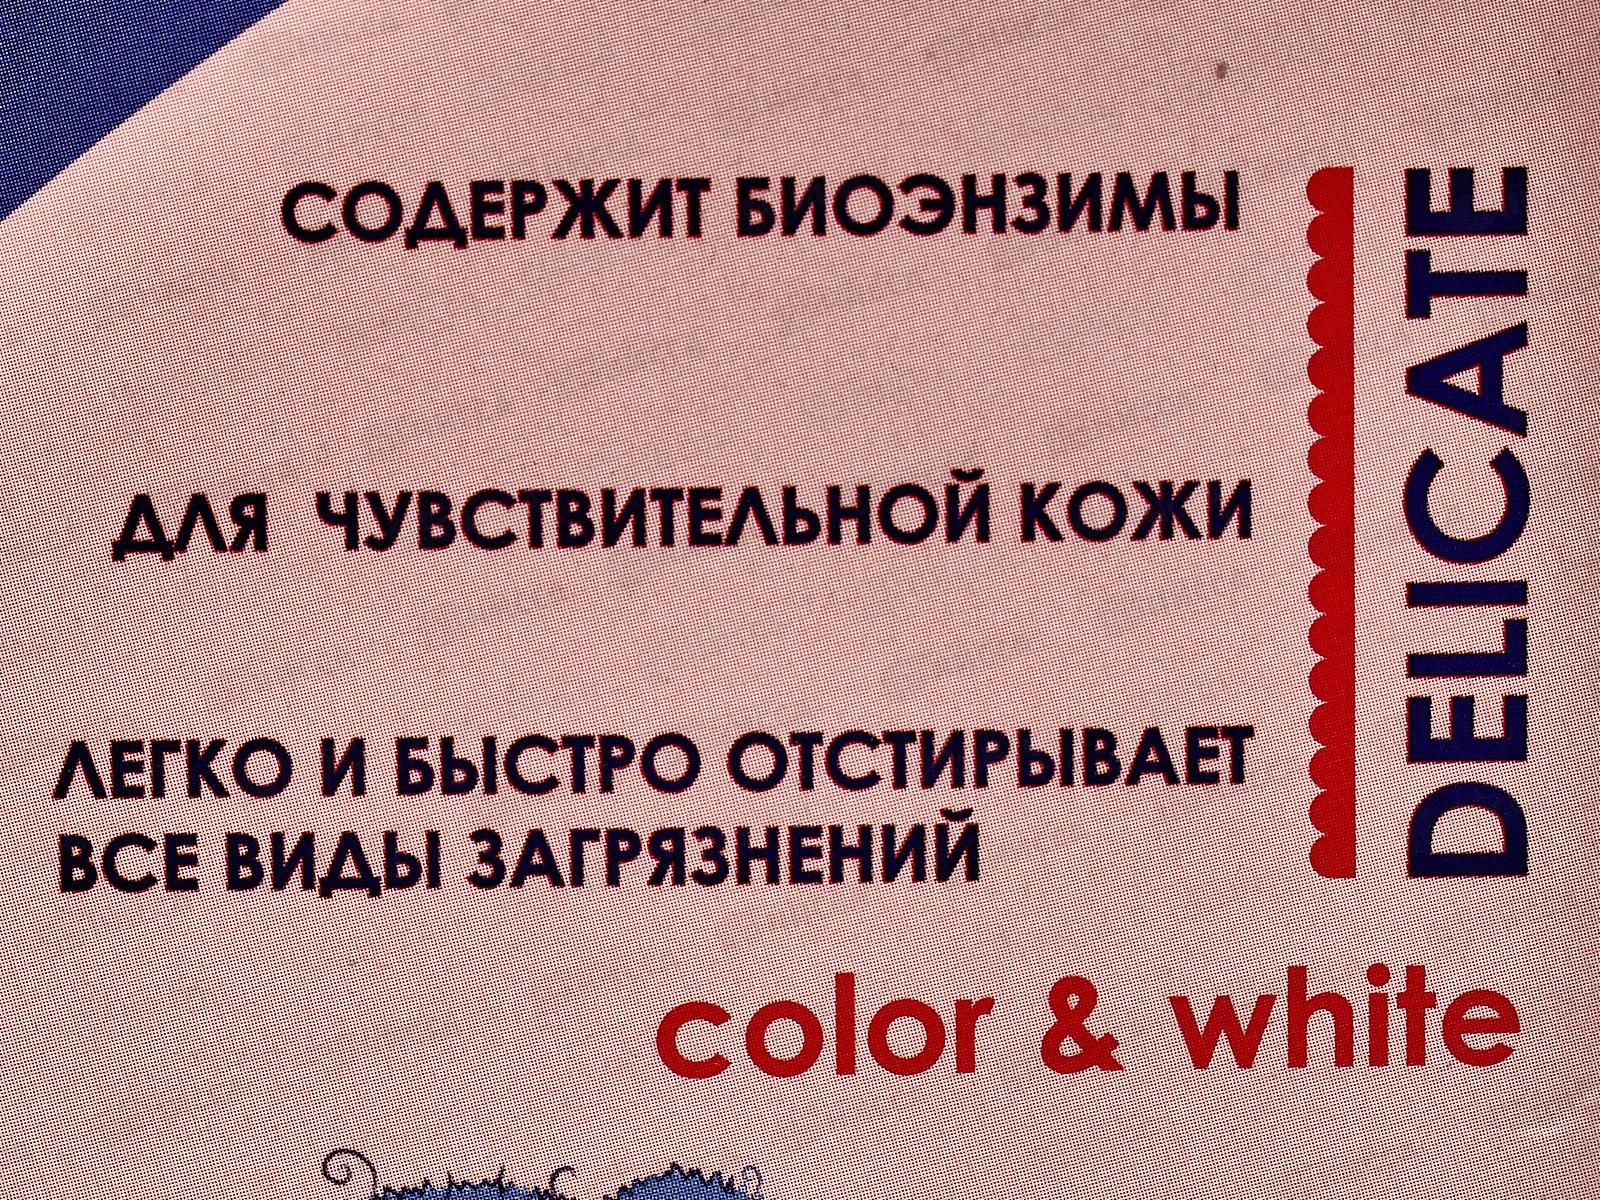 СОДЕРЖИТ БИОЭНЗИМЫ
ДЛЯ ЧУВСТВИТЕЛЬНОЙ КОЖИ
ЛЕГКО И БЫСТРО ОТСТИРЫВАЕТ
ВСЕ ВИДЫ ЗАГРЯЗНЕНИЙ
DELICATE
color & white